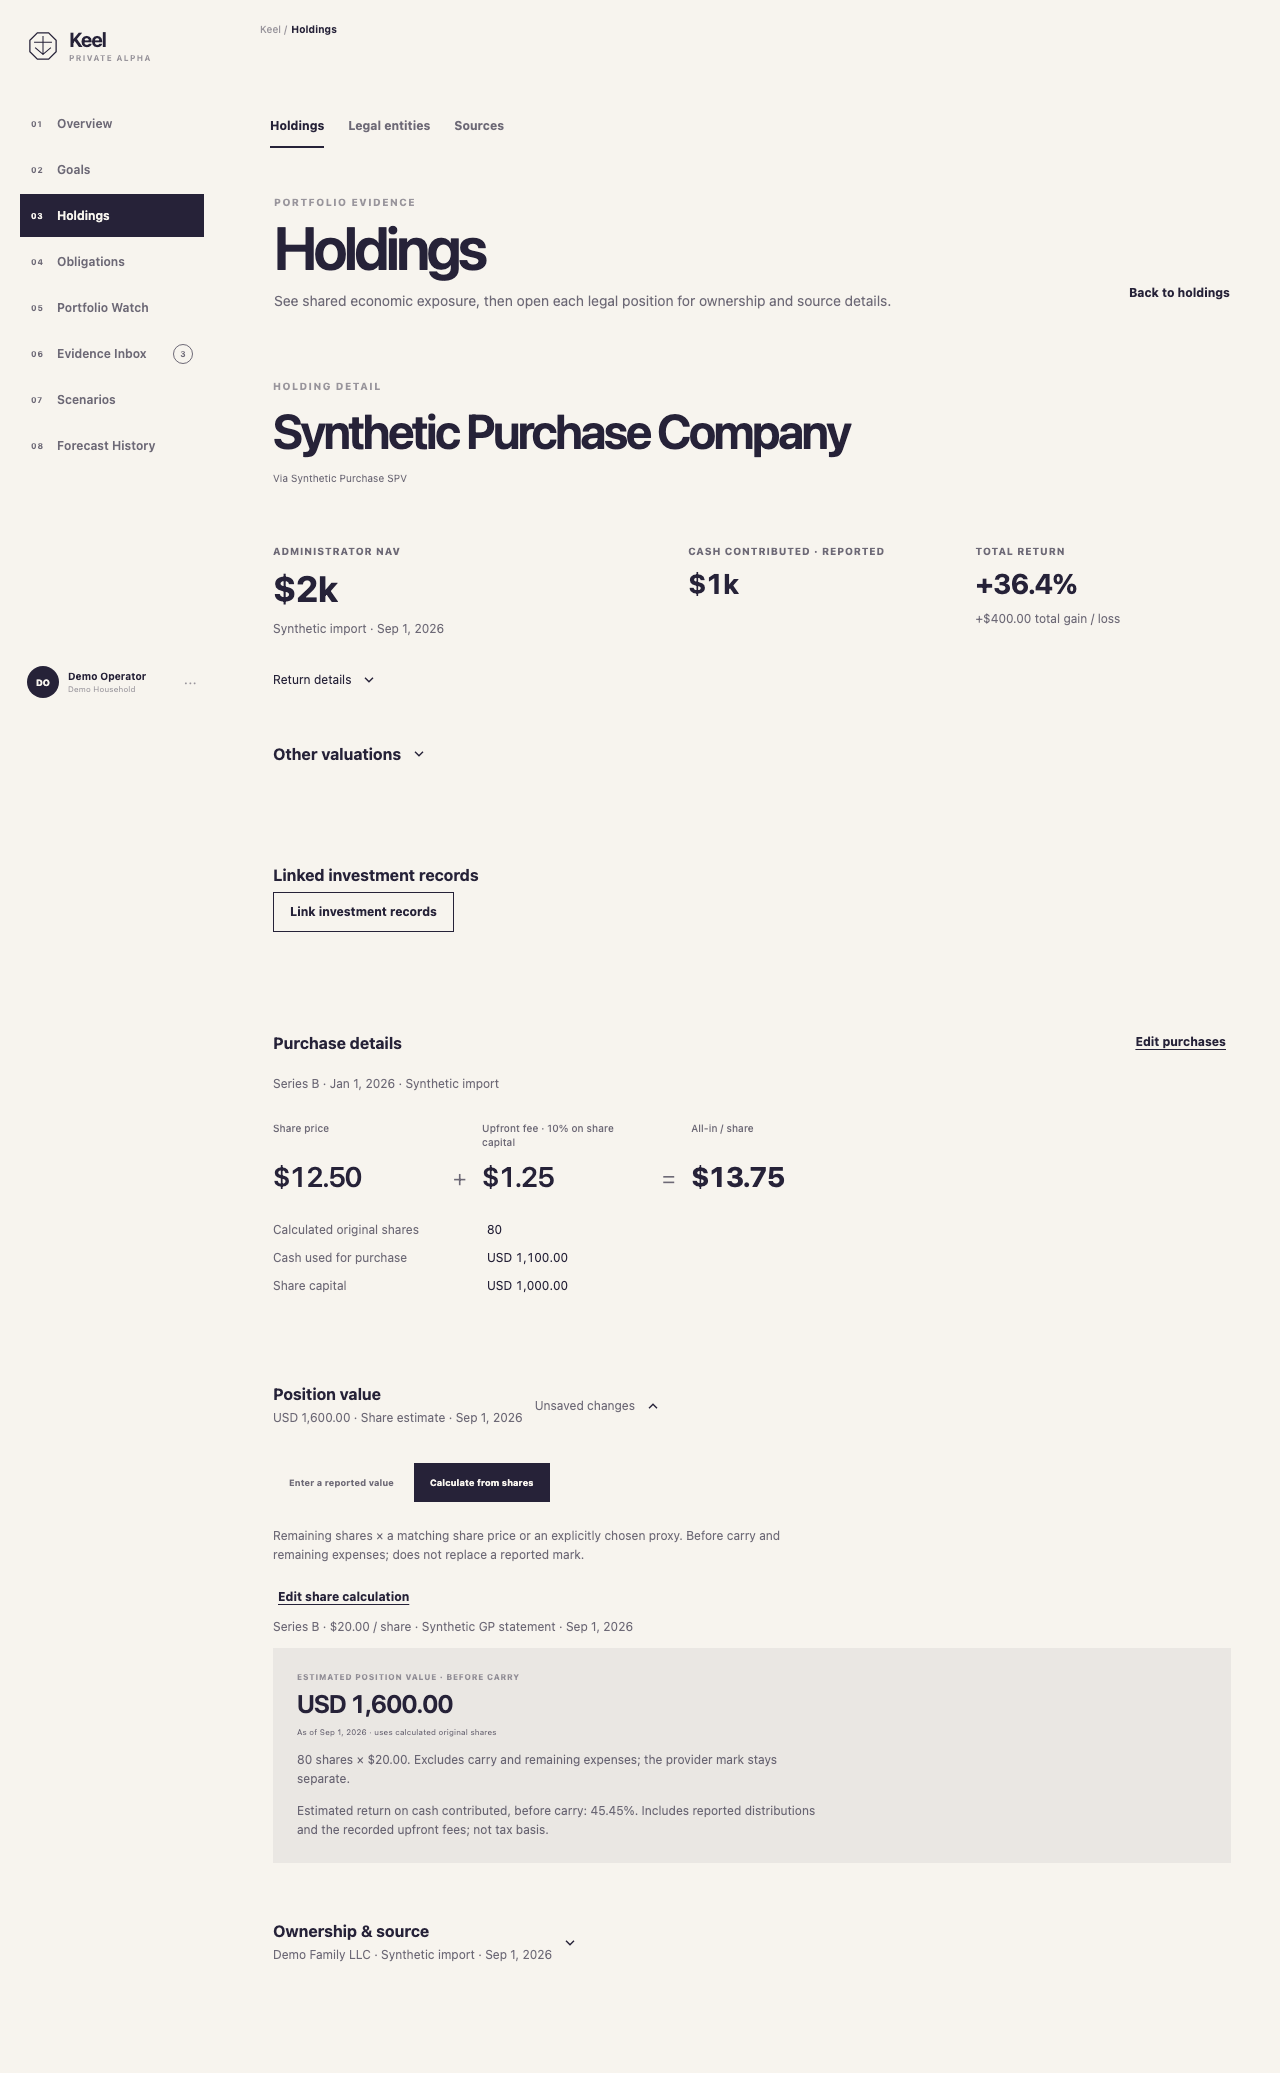 Keel
PRIVATE ALPHA
01 Overview
02 Goals
03 Holdings
04 Obligations
05 Portfolio Watch
06 Evidence Inbox 3
07 Scenarios
08 Forecast History
DO Demo Operator ...
Demo Household
Keel / Holdings
Holdings Legal entities Sources
PORTFOLIO EVIDENCE
Holdings
See shared economic exposure, then open each legal position for ownership and source details.
Back to holdings
HOLDING DETAIL
Synthetic Purchase Company
Via Synthetic Purchase SPV
ADMINISTRATOR NAV
$2k
Synthetic import · Sep 1, 2026
CASH CONTRIBUTED · REPORTED
$1k
TOTAL RETURN
+36.4%
+$400.00 total gain / loss
Return details
Other valuations
Linked investment records
Link investment records
Purchase details
Edit purchases
Series B · Jan 1, 2026 · Synthetic import
Share price
$12.50
+
Upfront fee · 10% on share
capital
$1.25
=
All-in / share
$13.75
Calculated original shares 80
Cash used for purchase USD 1,100.00
Share capital USD 1,000.00
Position value
USD 1,600.00 · Share estimate · Sep 1, 2026
Unsaved changes
Enter a reported value Calculate from shares
Remaining shares × a matching share price or an explicitly chosen proxy. Before carry and
remaining expenses; does not replace a reported mark.
Edit share calculation
Series B · $20.00 / share · Synthetic GP statement · Sep 1, 2026
ESTIMATED POSITION VALUE · BEFORE CARRY
USD 1,600.00
As of Sep 1, 2026 · uses calculated original shares
80 shares × $20.00. Excludes carry and remaining expenses; the provider mark stays
separate.
Estimated return on cash contributed, before carry: 45.45%. Includes reported distributions
and the recorded upfront fees; not tax basis.
Ownership & source
Demo Family LLC · Synthetic import · Sep 1, 2026